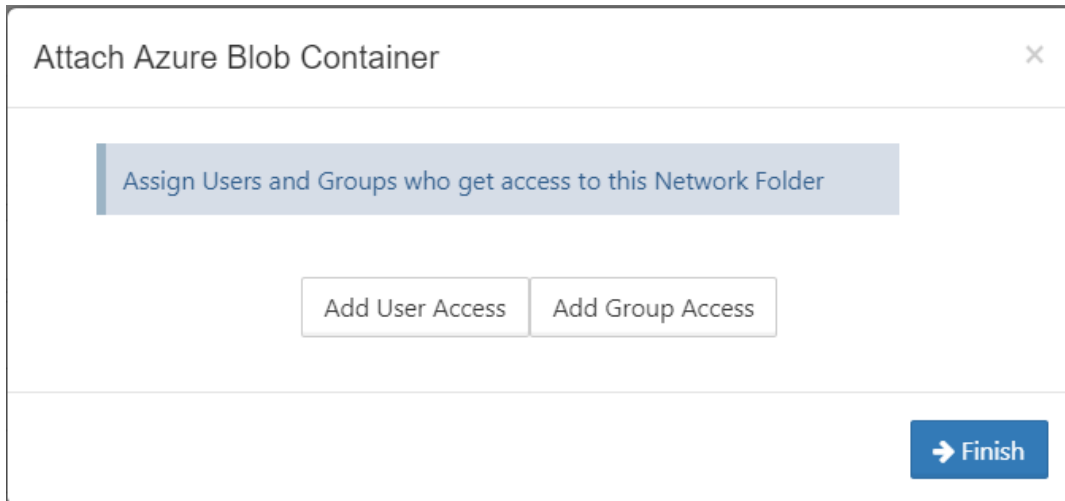 Attach Azure Blob Container
Assign Users and Groups who get access to this Network Folder
Add User Access Add Group Access
Finish